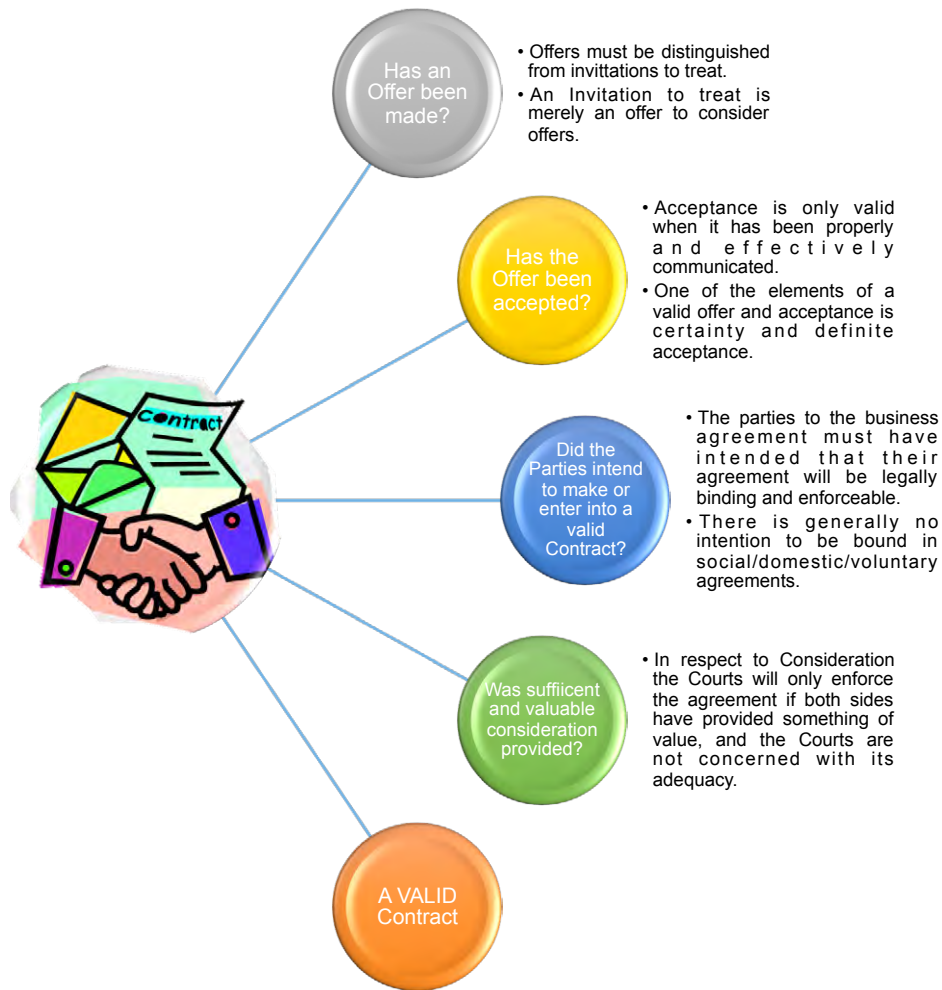 Has an
Offer been
made?
• Offers must be distinguished
from invittations to treat.
• An Invitation to treat is
merely an offer to consider
offers.
Has the
Offer been
accepted?
• Acceptance is only valid
when it has been properly
and effectively
communicated.
• One of the elements of a
valid offer and acceptance is
certainty and definite
acceptance.
contract
Did the
Parties intend
to make or
enter into a
valid
Contract?
• The parties to the business
agreement must have
intended that their
agreement will be legally
binding and enforceable.
• There is generally no
intention to be bound in
social/domestic/voluntary
agreements.
Was suffiicent
and valuable
consideration
provided?
• In respect to Consideration
the Courts will only enforce
the agreement if both sides
have provided something of
value, and the Courts are
not concerned with its
adequacy.
A VALID
Contract